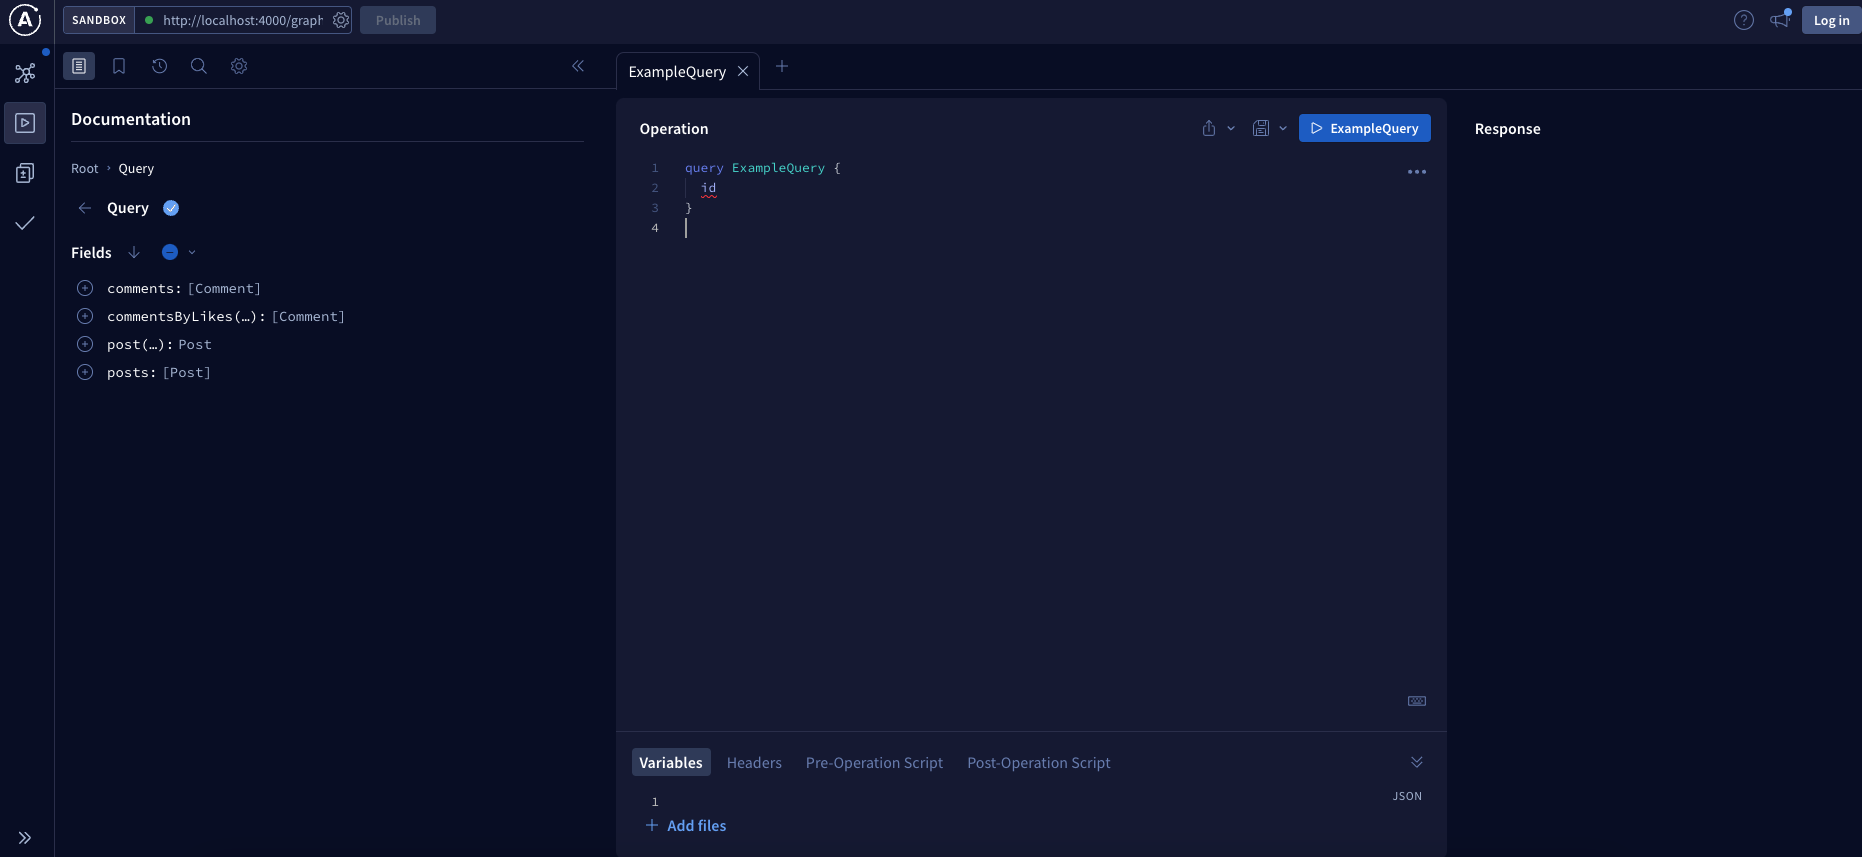 SANDBOX http://localhost:4000/graph Publish Log in
ExampleQuery
Documentation
Root › Query
Query
Fields
comments: [Comment]
commentsByLikes(…): [Comment]
post(…): Post
posts: [Post]
Operation
ExampleQuery
1 query ExampleQuery {
2 id
3 }
4
Variables Headers Pre-Operation Script Post-Operation Script
1
JSON
Add files
Response